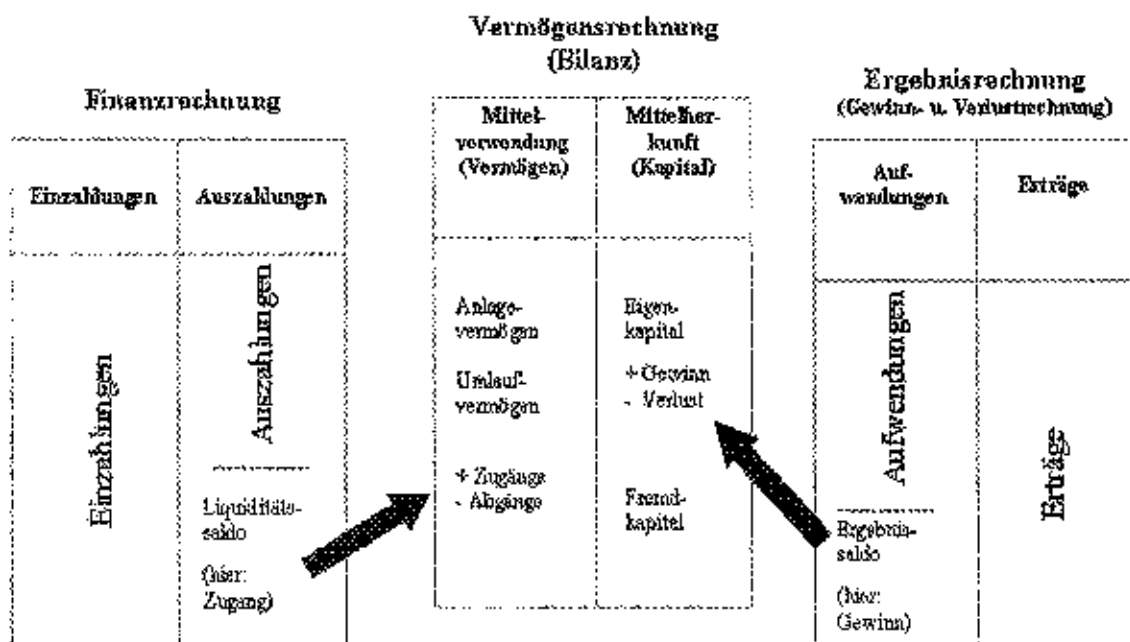 Vermögensrechnung
(Bilanz)
Finanzrechnung
Ergebnisrechnung
(Gewinn- u. Verlustrechnung)
Einzahlungen
Auszahlungen
Einzahlungen
Auszahlungen
Liquiditäts-
saldo
(hier:
Zugang)
Mittel-
verwendung
(Vermögen)
Mittelher-
kunft
(Kapital)
Anlage-
vermögen
Umlauf-
vermögen
+ Zugänge
- Abgänge
Eigen-
kapital
+ Gewinn
- Verlust
Fremd-
kapitel
Auf-
wendungen
Erträge
Aufwendungen
Ergebnis-
saldo
(hier:
Gewinn)
Erträge